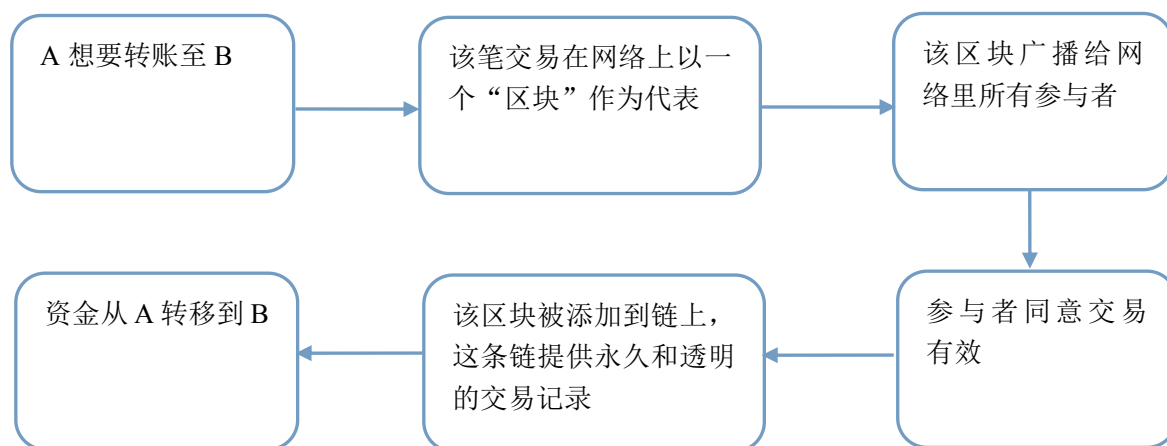 A 想要转账至 B
该笔交易在网络上以一
个“区块”作为代表
该区块广播给网
络里所有参与者
参与者同意交易
有效
该区块被添加到链上，
这条链提供永久和透明
的交易记录
资金从 A 转移到 B